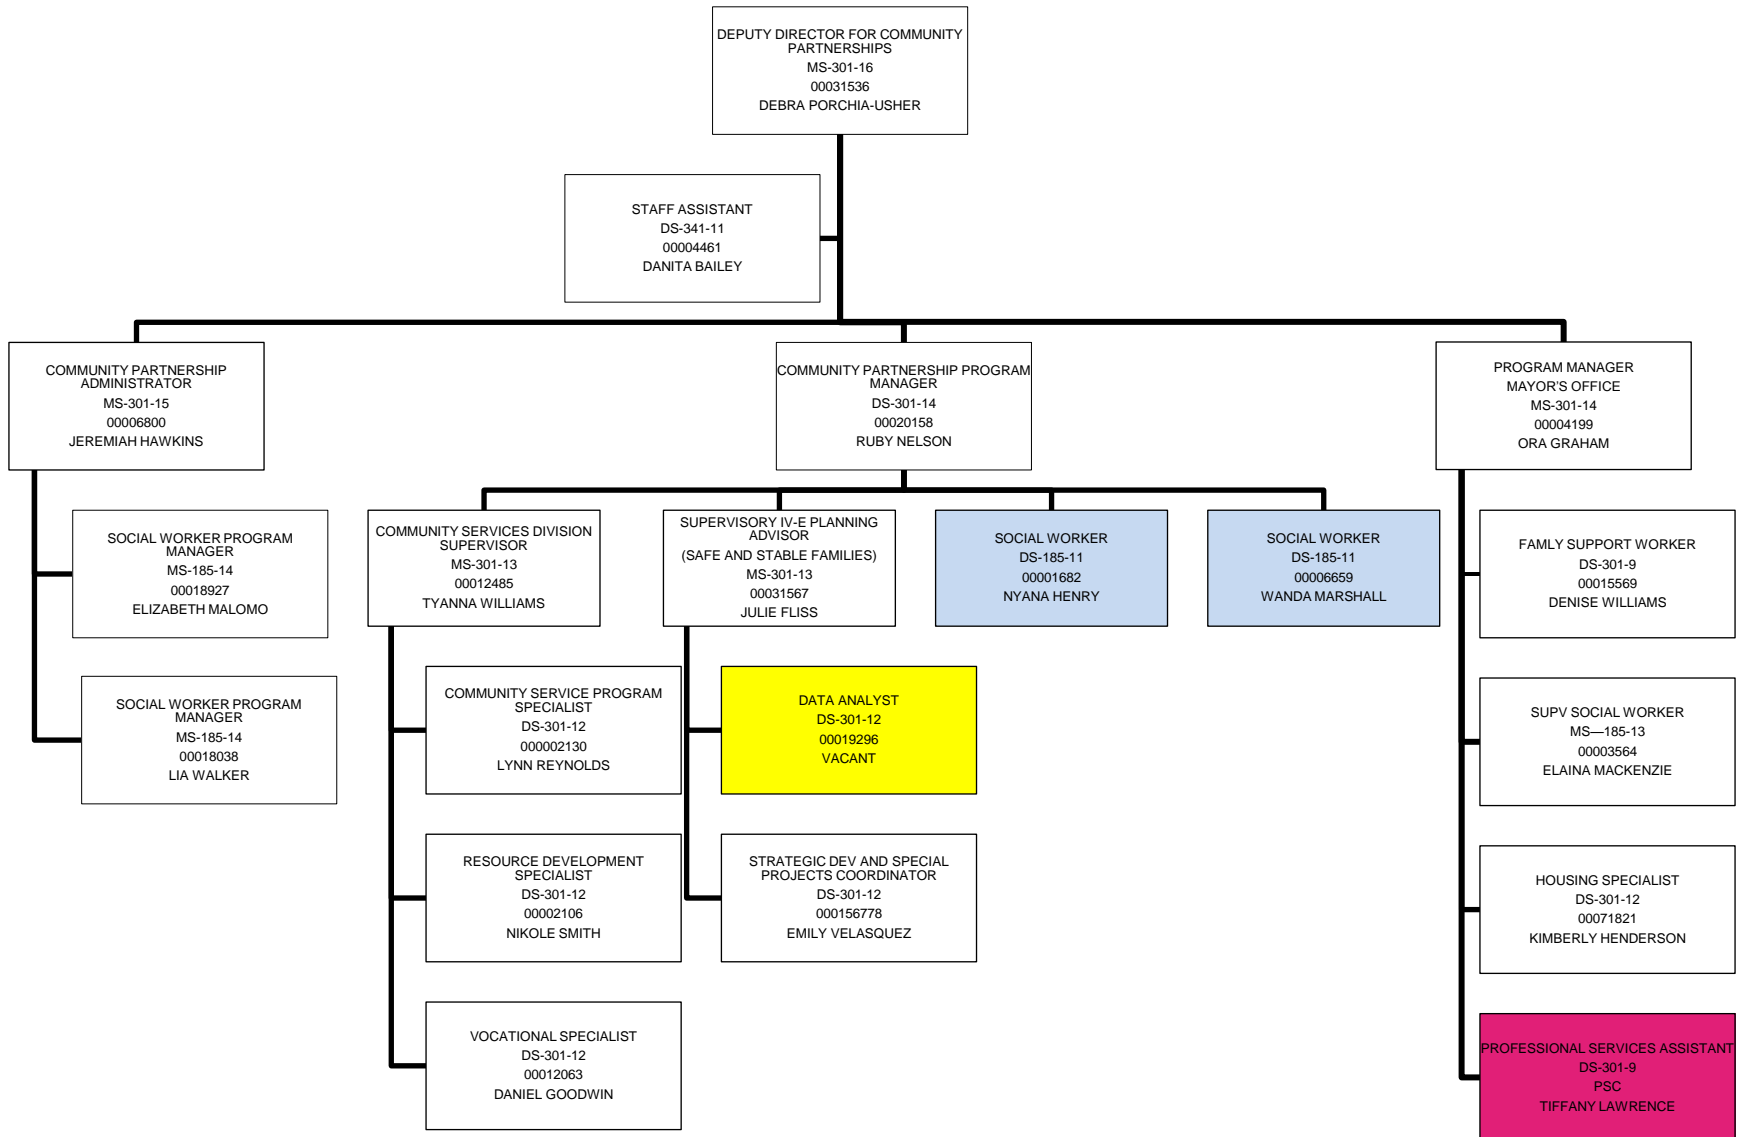 DEPUTY DIRECTOR FOR COMMUNITY
PARTNERSHIPS
MS-301-16
00031536
DEBRA PORCHIA-USHER
STAFF ASSISTANT
DS-341-11
00004461
DANITA BAILEY
COMMUNITY PARTNERSHIP
ADMINISTRATOR
MS-301-15
00006800
JEREMIAH HAWKINS
COMMUNITY PARTNERSHIP PROGRAM
MANAGER
DS-301-14
00020158
RUBY NELSON
PROGRAM MANAGER
MAYOR'S OFFICE
MS-301-14
00004199
ORA GRAHAM
SOCIAL WORKER PROGRAM
MANAGER
MS-185-14
00018927
ELIZABETH MALOMO
COMMUNITY SERVICES DIVISION
SUPERVISOR
MS-301-13
00012485
TYANNA WILLIAMS
SUPERVISORY IV-E PLANNING
ADVISOR
(SAFE AND STABLE FAMILIES)
MS-301-13
00031567
JULIE FLISS
SOCIAL WORKER
DS-185-11
00001682
NYANA HENRY
SOCIAL WORKER
DS-185-11
00006659
WANDA MARSHALL
FAMLY SUPPORT WORKER
DS-301-9
00015569
DENISE WILLIAMS
SOCIAL WORKER PROGRAM
MANAGER
MS-185-14
00018038
LIA WALKER
COMMUNITY SERVICE PROGRAM
SPECIALIST
DS-301-12
000002130
LYNN REYNOLDS
DATA ANALYST
DS-301-12
00019296
VACANT
SUPV SOCIAL WORKER
MS—185-13
00003564
ELAINA MACKENZIE
RESOURCE DEVELOPMENT
SPECIALIST
DS-301-12
00002106
NIKOLE SMITH
STRATEGIC DEV AND SPECIAL
PROJECTS COORDINATOR
DS-301-12
000156778
EMILY VELASQUEZ
HOUSING SPECIALIST
DS-301-12
00071821
KIMBERLY HENDERSON
VOCATIONAL SPECIALIST
DS-301-12
00012063
DANIEL GOODWIN
PROFESSIONAL SERVICES ASSISTANT
DS-301-9
PSC
TIFFANY LAWRENCE